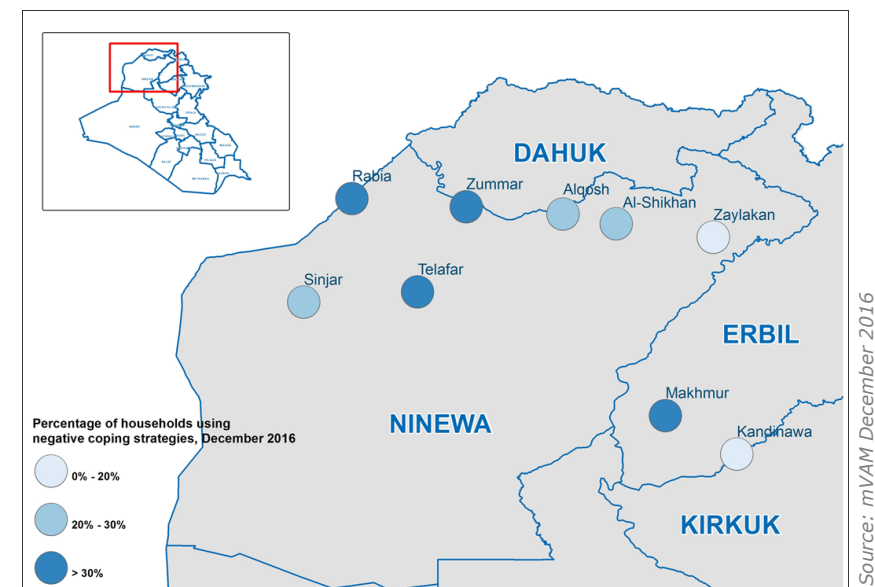 DAHUK
Rabia
Zummar
Alqosh
Al-Shikhan
Zaylakan
Sinjar
Telafar
ERBIL
Makhmur
NINEWA
Kandinawa
KIRKUK
Percentage of households using
negative coping strategies, December 2016
0% - 20%
20% - 30%
> 30%
Source: mVAM December 2016